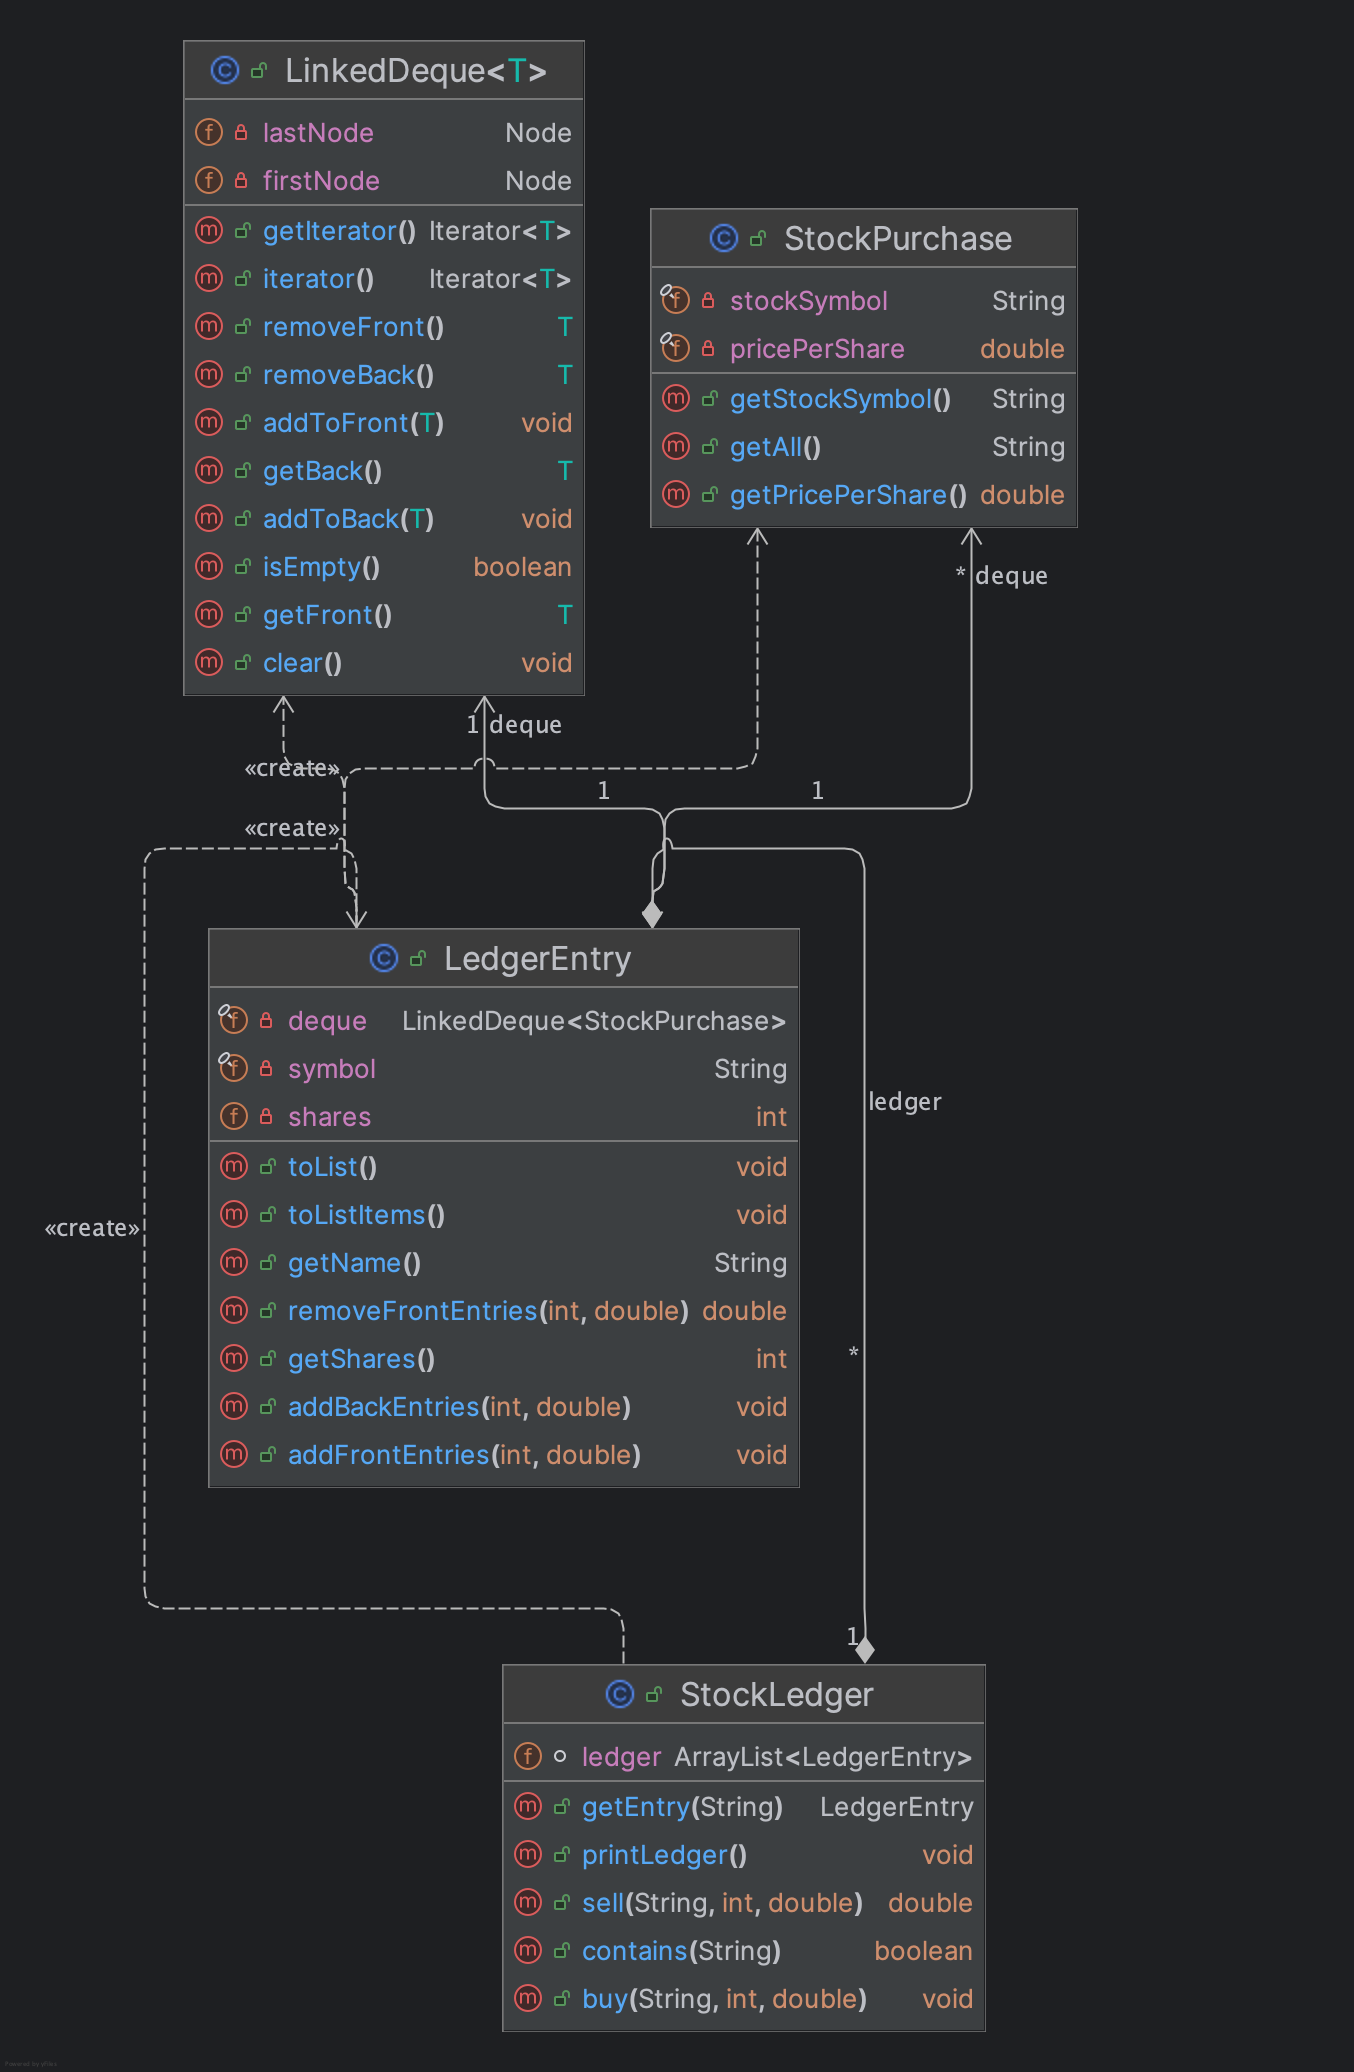 LinkedDeque<T>
lastNode Node
firstNode Node
getIterator() Iterator<T>
iterator() Iterator<T>
removeFront() T
removeBack() T
addToFront(T) void
getBack() T
addToBack(T) void
isEmpty() boolean
getFront() T
clear() void
StockPurchase
stockSymbol String
pricePerShare double
getStockSymbol() String
getAll() String
getPricePerShare() double
* deque
1 deque
«create»
1
1
«create»
LedgerEntry
deque LinkedDeque<StockPurchase>
symbol String
shares int
toList() void
toListItems() void
getName() String
removeFrontEntries(int, double) double
getShares() int
addBackEntries(int, double) void
addFrontEntries(int, double) void
ledger
«create»
*
1
StockLedger
ledger ArrayList<LedgerEntry>
getEntry(String) LedgerEntry
printLedger() void
sell(String, int, double) double
contains(String) boolean
buy(String, int, double) void
Powered by yFiles